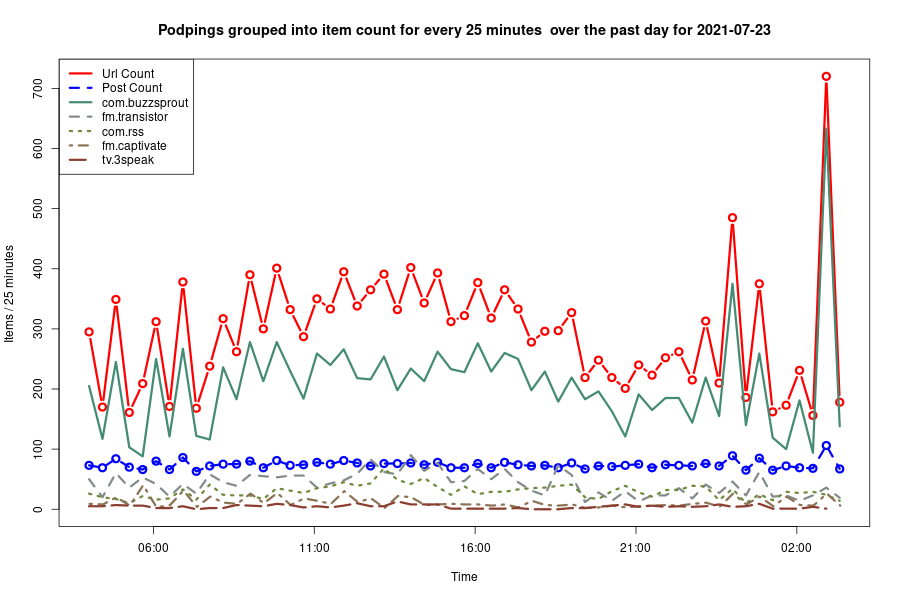 Podpings grouped into item count for every 25 minutes  over the past day for 2021-07-23
Url Count
Post Count
com.buzzsprout
fm.transistor
com.rss
fm.captivate
tv.3speak
Items / 25 minutes
700
600
500
400
300
200
100
0
06:00
11:00
16:00
21:00
02:00
Time